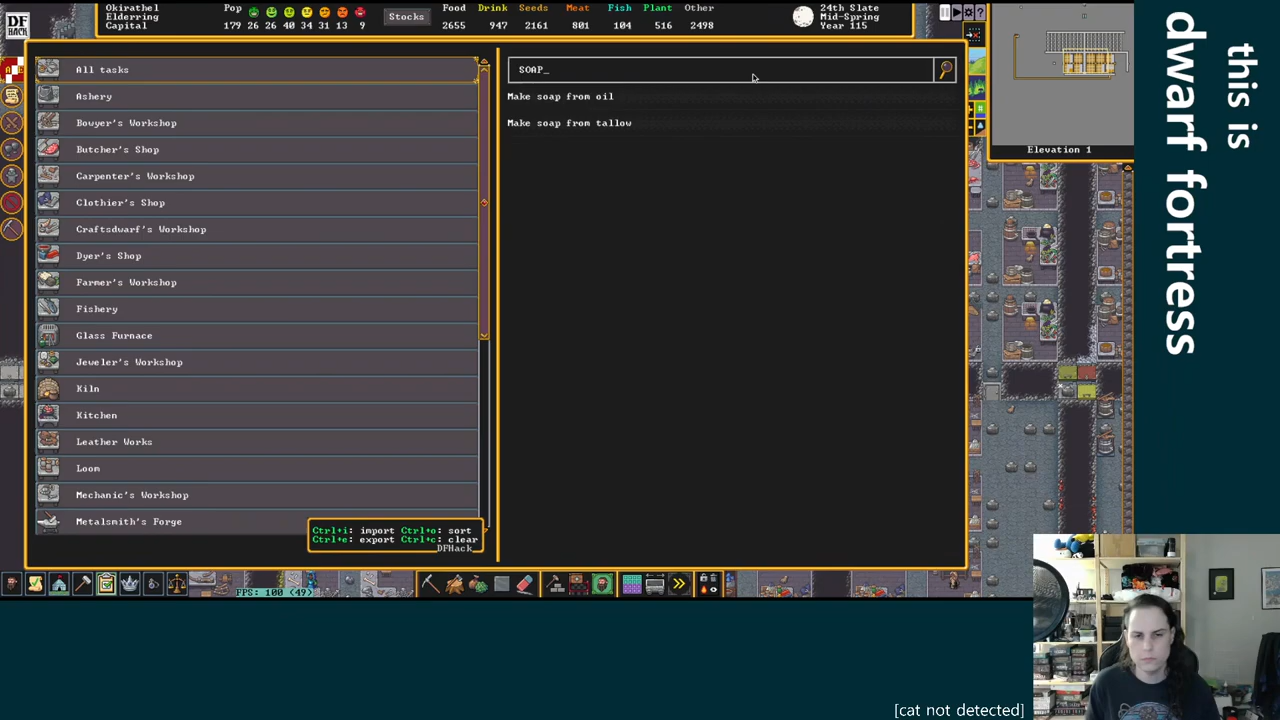 DF
HACK
Okirathel
Elderring
Capital
Pop
179 26 26 40 34 31 13 9
Stocks
Food Drink Seeds Meat Fish Plant Other
2655 947 2161 801 104 516 2498
24th Slate
Mid-Spring
Year 115
Elevation 1
this is
dwarf fortress
All tasks
Ashery
Bowyer's Workshop
Butcher's Shop
Carpenter's Workshop
Clothier's Shop
Craftsdwarf's Workshop
Dyer's Shop
Farmer's Workshop
Fishery
Glass Furnace
Jeweler's Workshop
Kiln
Kitchen
Leather Works
Loom
Mechanic's Workshop
Metalsmith's Forge
Ctrl+i: import Ctrl+o: sort
Ctrl+e: export Ctrl+c: clear
DFHack
SOAP_
Make soap from oil
Make soap from tallow
FPS: 100 (49)
[cat not detected]